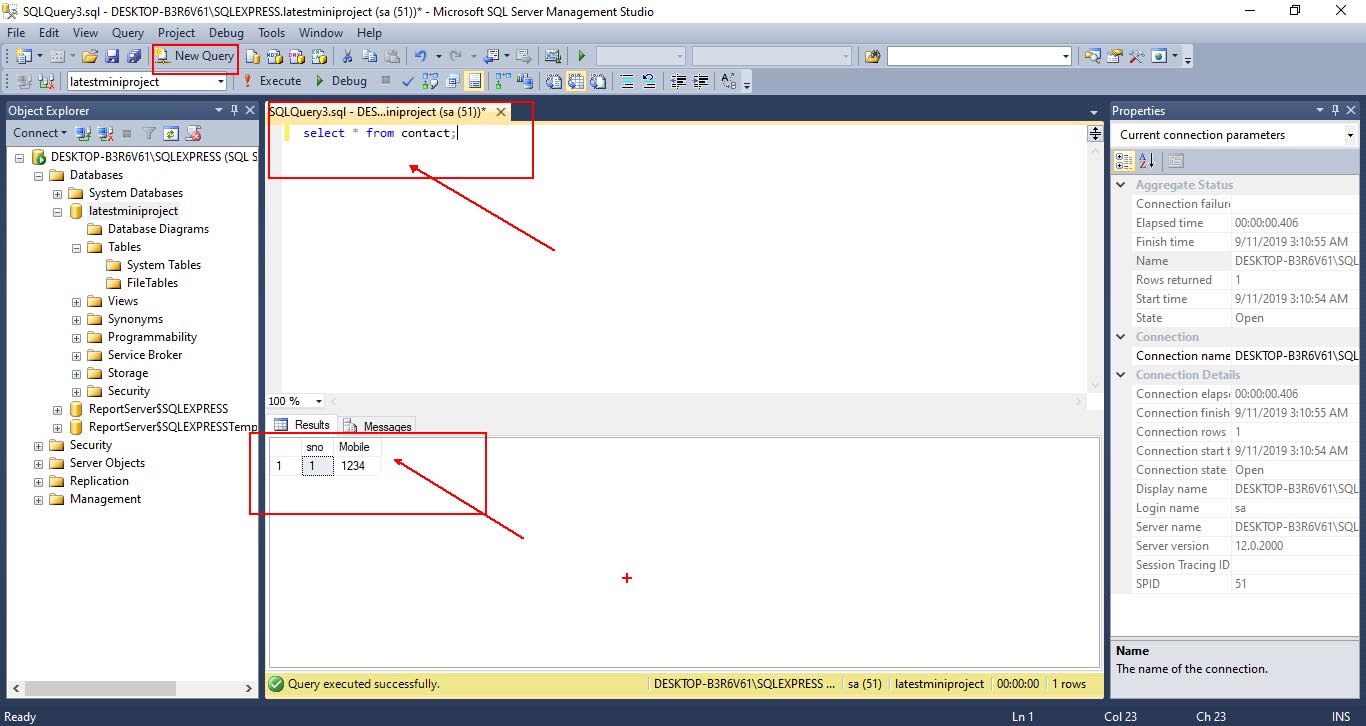 SQLQuery3.sql - DESKTOP-B3R6V61\SQLEXPRESS.latestminiproject (sa (51))* - Microsoft SQL Server Management Studio
File Edit View Query Project Debug Tools Window Help
New Query
latestminiproject Execute Debug
Object Explorer
Connect
DESKTOP-B3R6V61\SQLEXPRESS (SQL S
Databases
System Databases
latestminiproject
Database Diagrams
Tables
System Tables
FileTables
Views
Synonyms
Programmability
Service Broker
Storage
Security
ReportServer$SQLEXPRESS
ReportServer$SQLEXPRESSTemp
Security
Server Objects
Replication
Management
SQLQuery3.sql - DES...iniproject (sa (51))*
select * from contact;
100 %
Results Messages
sno Mobile
1 1 1234
Query executed successfully. DESKTOP-B3R6V61\SQLEXPRESS ... sa (51) latestminiproject 00:00:00 1 rows
Properties
Current connection parameters
Aggregate Status
Connection failure
Elapsed time 00:00:00.406
Finish time 9/11/2019 3:10:55 AM
Name DESKTOP-B3R6V61\SQL
Rows returned 1
Start time 9/11/2019 3:10:54 AM
State Open
Connection
Connection name DESKTOP-B3R6V61\SQL
Connection Details
Connection elaps 00:00:00.406
Connection finish 9/11/2019 3:10:55 AM
Connection rows 1
Connection start t 9/11/2019 3:10:54 AM
Connection state Open
Display name DESKTOP-B3R6V61\SQL
Login name sa
Server name DESKTOP-B3R6V61\SQL
Server version 12.0.2000
Session Tracing ID
SPID 51
Name
The name of the connection.
Ready Ln 1 Col 23 Ch 23 INS